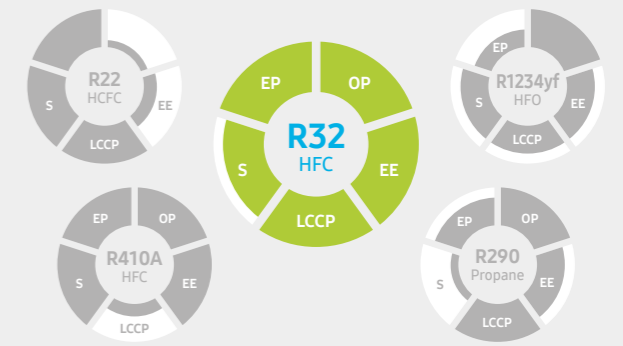 R22
HCFC
S
EE
LCCP
EP
OP
R32
HFC
S
EE
LCCP
EP
R1234yf
HFO
S
EE
LCCP
EP
OP
R410A
HFC
S
EE
LCCP
EP
OP
R290
Propane
S
EE
LCCP